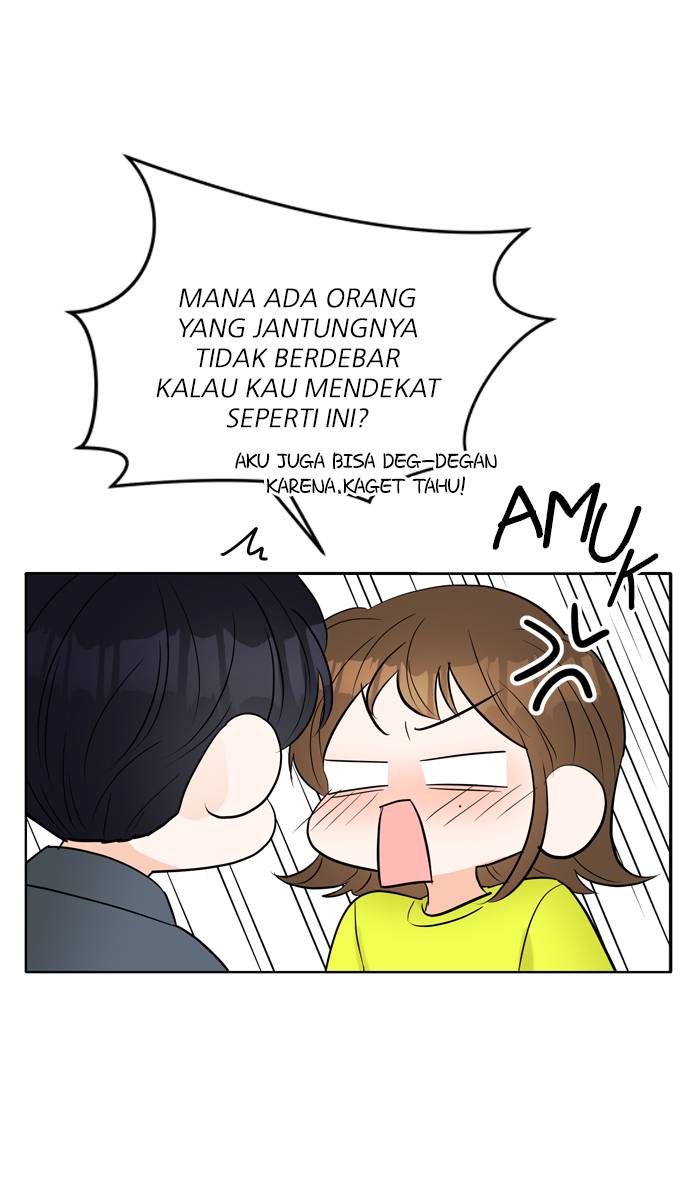 MANA ADA ORANG
YANG JANTUNGNYA
TIDAK BERDEBAR
KALAU KAU MENDEKAT
SEPERTI INI?
AKU JUGA BISA DEG-DEGAN
KARENA KAGET TAHU!
AMUK